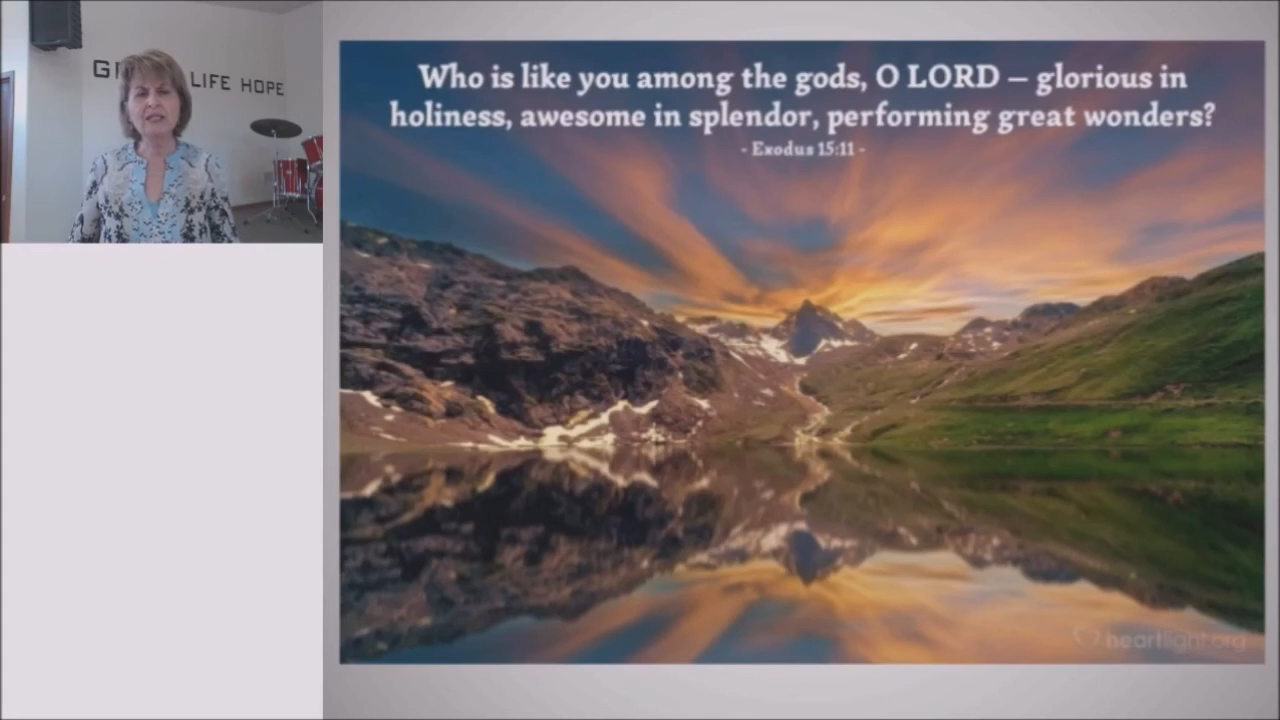 LIFE HOPE
Who is like you among the gods, O LORD – glorious in
holiness, awesome in splendor, performing great wonders?
- Exodus 15:11 -
heartlight.org